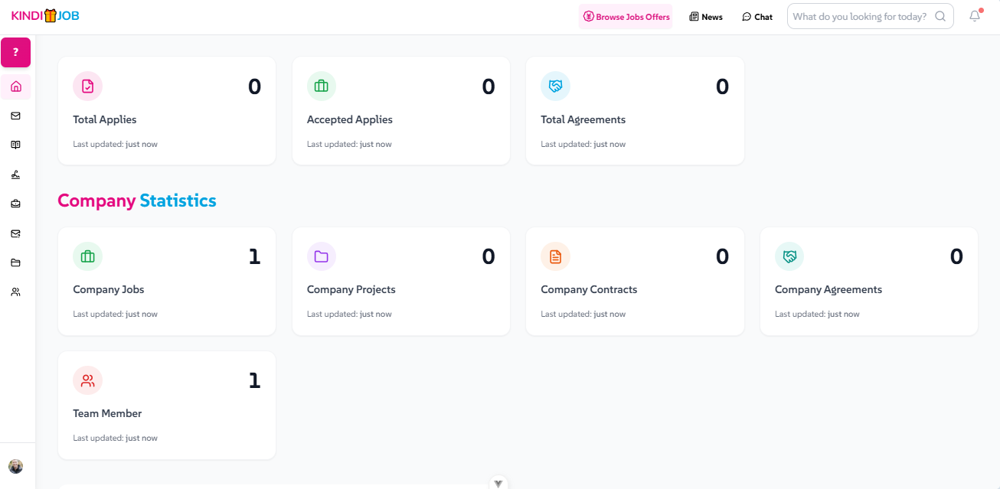 KINDI JOB
Browse Jobs Offers
News
Chat
What do you looking for today?
?
0
Total Applies
Last updated: just now
0
Accepted Applies
Last updated: just now
0
Total Agreements
Last updated: just now
Company Statistics
1
Company Jobs
Last updated: just now
0
Company Projects
Last updated: just now
0
Company Contracts
Last updated: just now
0
Company Agreements
Last updated: just now
1
Team Member
Last updated: just now